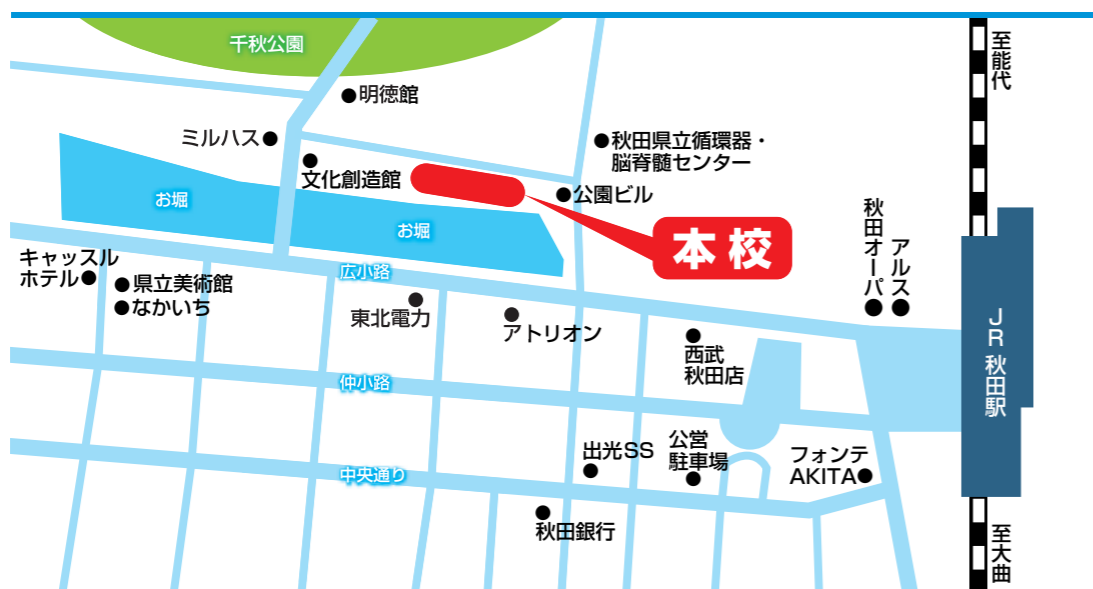 千秋公園
至能代
明徳館
ミルハス
秋田県立循環器・
脳脊髄センター
文化創造館
公園ビル
お堀
お堀
本校
秋田オーパ
アルス
キャッスル
ホテル
県立美術館
なかいち
広小路
東北電力
アトリオン
西武
秋田店
JR秋田駅
仲小路
出光SS
公営
駐車場
フォンテ
AKITA
中央通り
秋田銀行
至大曲